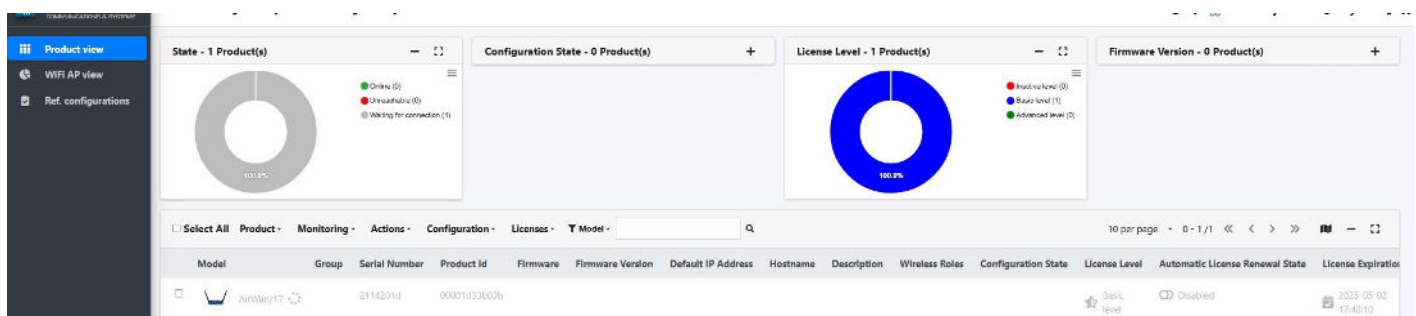 COMMUNICATIONS & SYSTEMS
Product view
WiFi AP view
Ref. configurations
State - 1 Product(s)
Configuration State - 0 Product(s)
License Level - 1 Product(s)
Firmware Version - 0 Product(s)
Online (0)
Unreachable (0)
Waiting for connection (1)
100.0%
Inactive level (0)
Basic level (1)
Advanced level (0)
100.0%
Select All Product Monitoring Actions Configuration Licenses Model
10 per page 0 - 1 / 1
Model Group Serial Number Product Id Firmware Firmware Version Default IP Address Hostname Description Wireless Roles Configuration State License Level Automatic License Renewal State License Expiration
2114201d 00001d33b03b Basic level Disabled 2025-05-02 17:40:10